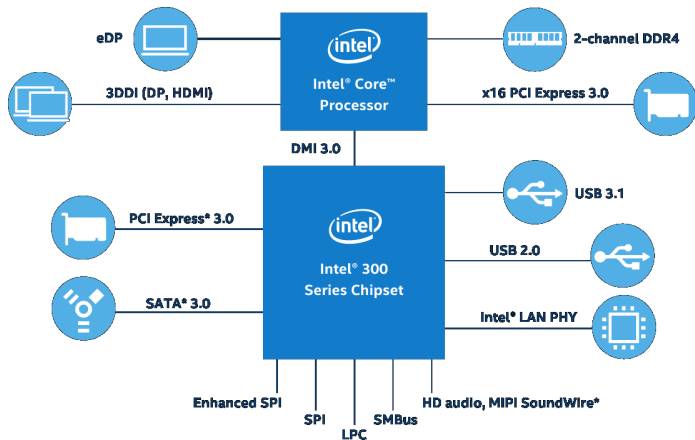 eDP
intel
2-channel DDR4
Intel® Core™
Processor
3DDI (DP, HDMI)
x16 PCI Express 3.0
DMI 3.0
USB 3.1
PCI Express* 3.0
intel
USB 2.0
Intel® 300
Series Chipset
SATA* 3.0
Intel® LAN PHY
Enhanced SPI
SPI
LPC
SMBus
HD audio, MIPI SoundWire*